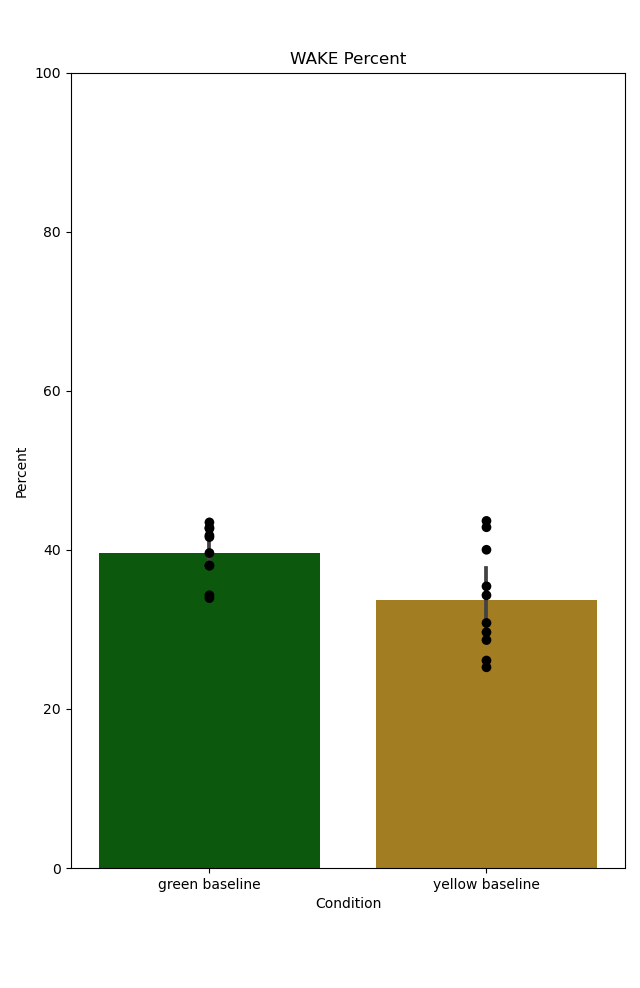 WAKE Percent
100
80
60
40
20
0
Percent
green baseline
yellow baseline
Condition